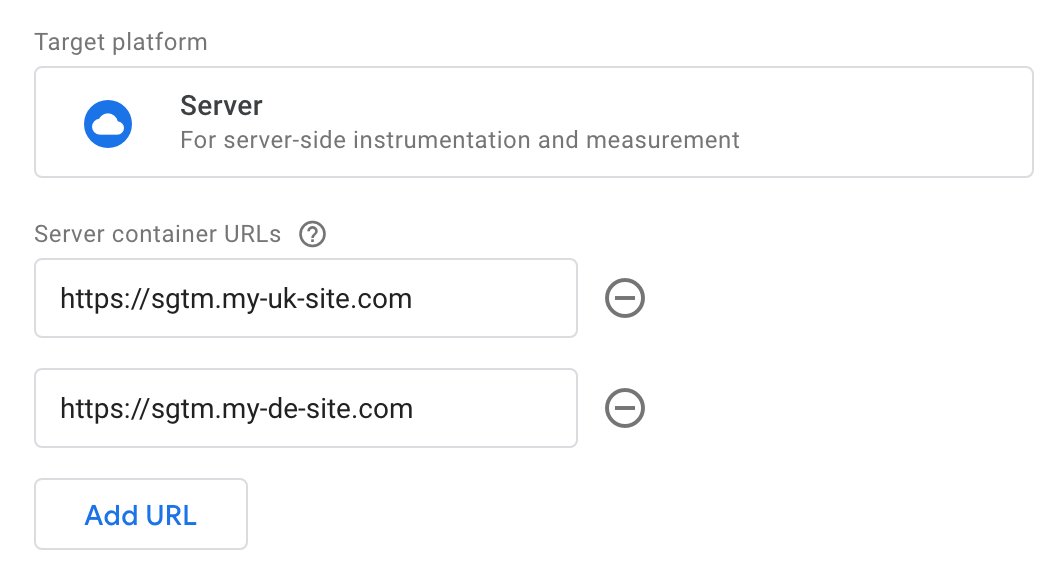 Target platform
Server
For server-side instrumentation and measurement
Server container URLs
https://sgtm.my-uk-site.com
https://sgtm.my-de-site.com
Add URL